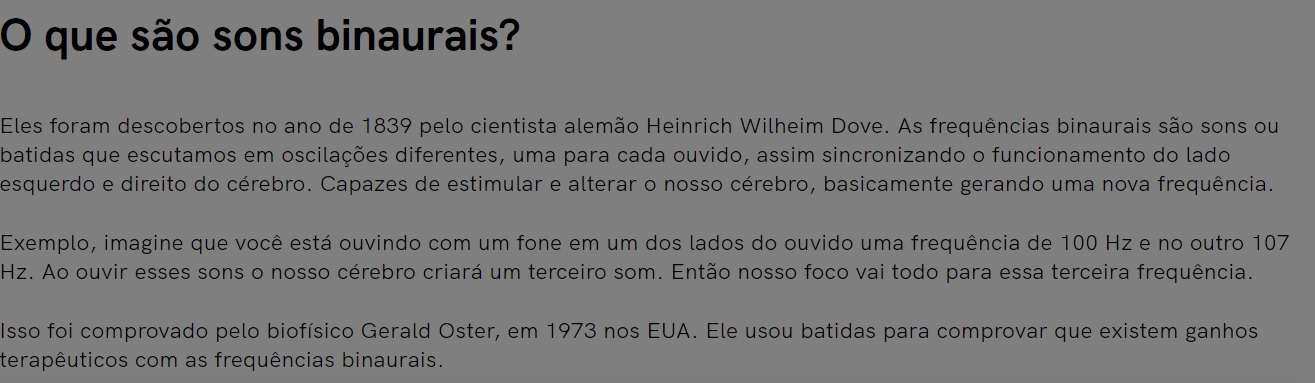 O que são sons binaurais?
Eles foram descobertos no ano de 1839 pelo cientista alemão Heinrich Wilheim Dove. As frequências binaurais são sons ou
batidas que escutamos em oscilações diferentes, uma para cada ouvido, assim sincronizando o funcionamento do lado
esquerdo e direito do cérebro. Capazes de estimular e alterar o nosso cérebro, basicamente gerando uma nova frequência.
Exemplo, imagine que você está ouvindo com um fone em um dos lados do ouvido uma frequência de 100 Hz e no outro 107
Hz. Ao ouvir esses sons o nosso cérebro criará um terceiro som. Então nosso foco vai todo para essa terceira frequência.
Isso foi comprovado pelo biofísico Gerald Oster, em 1973 nos EUA. Ele usou batidas para comprovar que existem ganhos
terapêuticos com as frequências binaurais.